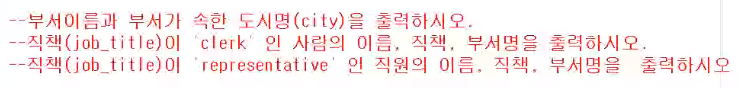 --부서이름과 부서가 속한 도시명(city)을 출력하시오.
--직책(job_title)이 'clerk' 인 사람의 이름, 직책, 부서명을 출력하시오.
--직책(job_title)이 'representative' 인 직원의 이름, 직책, 부서명을 출력하시오